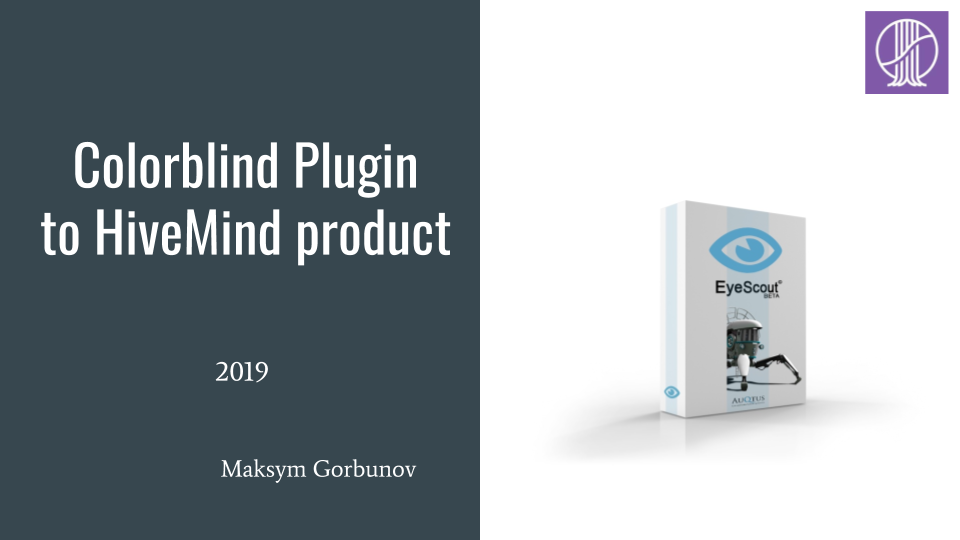 Colorblind Plugin
to HiveMind product
2019
Maksym Gorbunov
EyeScout©
BETA